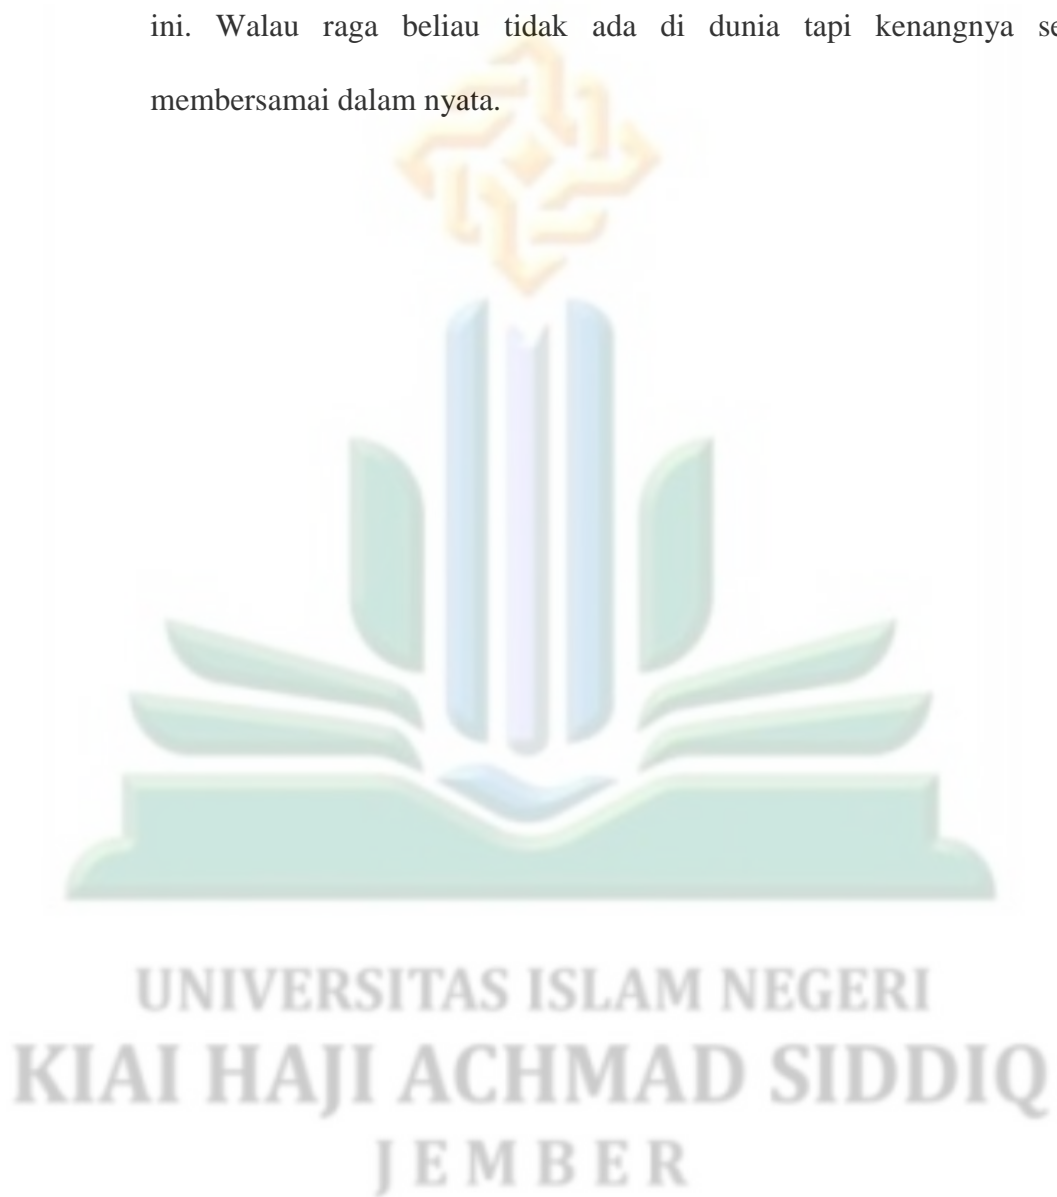 ini. Walau raga beliau tidak ada di dunia tapi kenangnya
membersamai dalam nyata.
UNIVERSITAS ISLAM NEGERI
KIAI HAJI ACHMAD SIDDIQ
JEMBER